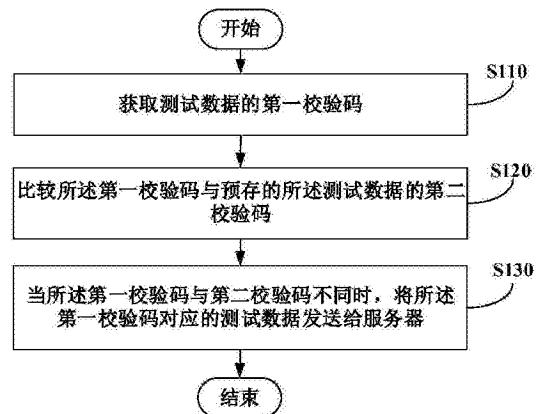 开始
S110
获取测试数据的第一校验码
S120
比较所述第一校验码与预存的所述测试数据的第二
校验码
S130
当所述第一校验码与第二校验码不同时，将所述
第一校验码对应的测试数据发送给服务器
结束